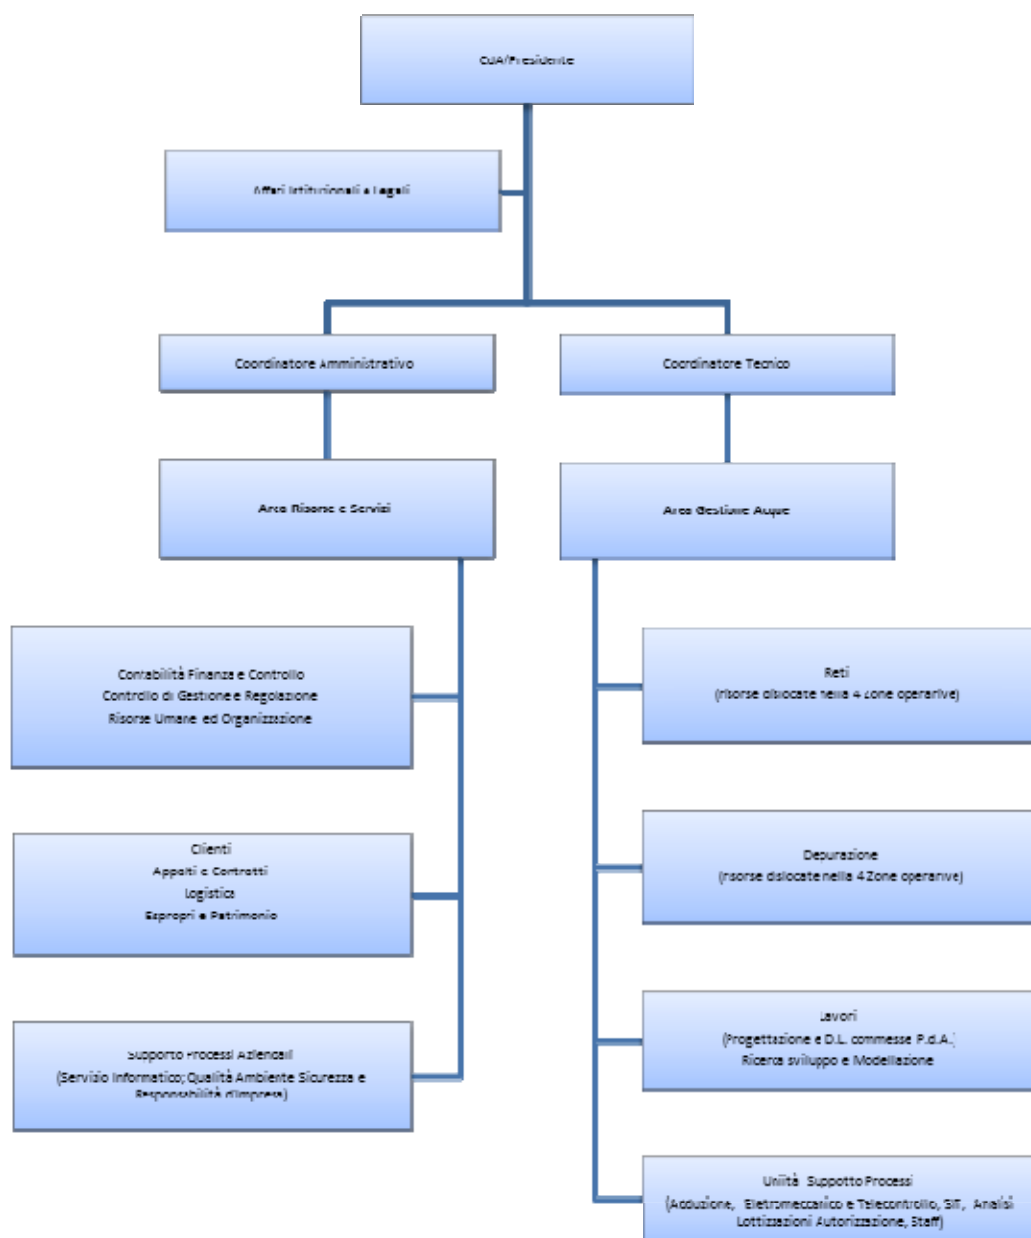 CdA/Presidente
Affari Istituzionali e Legali
Coordinatore Amministrativo
Coordinatore Tecnico
Area Risorse e Servizi
Area Gestione Acque
Contabilità Finanza e Controllo
Controllo di Gestione e Regolazione
Risorse Umane ed Organizzazione
Reti
(risorse dislocate nella 4 Zone operative)
Clienti
Appalti e Contratti
Logistica
Espropri e Patrimonio
Depurazione
(risorse dislocate nella 4 Zone operative)
Supporto Processi Aziendali
(Servizio Informatico; Qualità Ambiente Sicurezza e
Responsabilità d'Impresa)
Lavori
(Progettazione e D.L. commesse P.d.A.)
Ricerca sviluppo e Modellazione
Unità Supporto Processi
(Adduzione, Eletromeccanico e Telecontrollo, SIT, Analisi
Lottizzazioni Autorizzazione, Staff)